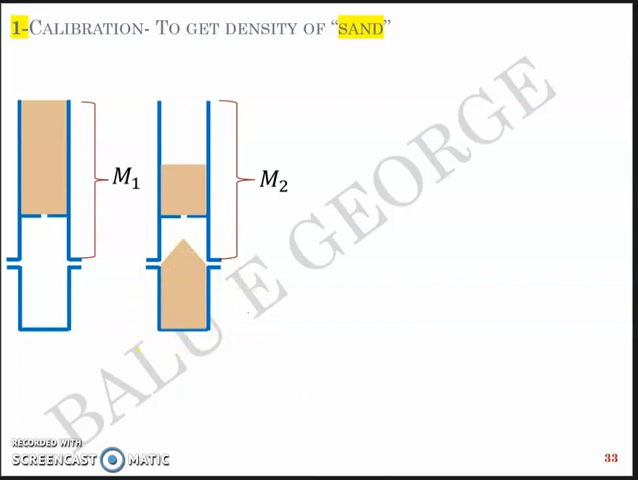 1-CALIBRATION- TO GET DENSITY OF “SAND”
M1
M2
BALU E GEORGE
RECORDED WITH
SCREENCAST MATIC
33